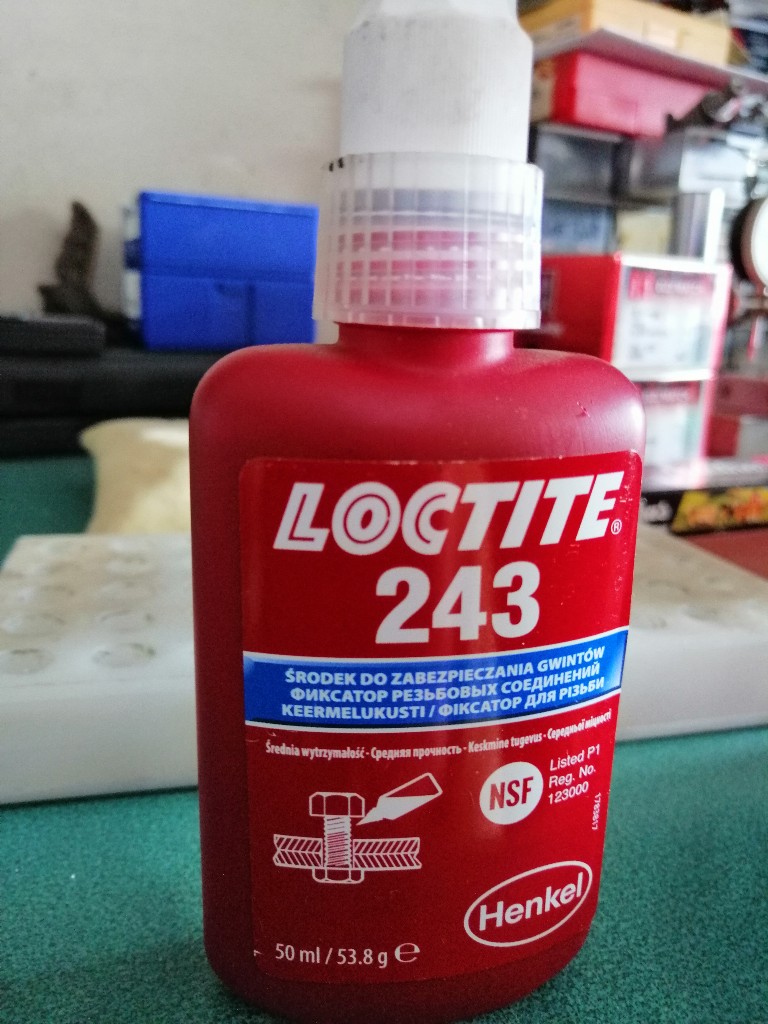 LOCTITE®
243
ŚRODEK DO ZABEZPIECZANIA GWINTÓW
ФИКСАТОР РЕЗЬБОВЫХ СОЕДИНЕНИЙ
KEERMELUKUSTI / ФІКСАТОР ДЛЯ РІЗЬБИ
Średnia wytrzymałość - Средняя прочность - Keskmine tugevus - Середньої міцності
NSF
Listed P1
Reg. No.
123000
1783817
Henkel
50 ml / 53.8 g ℮